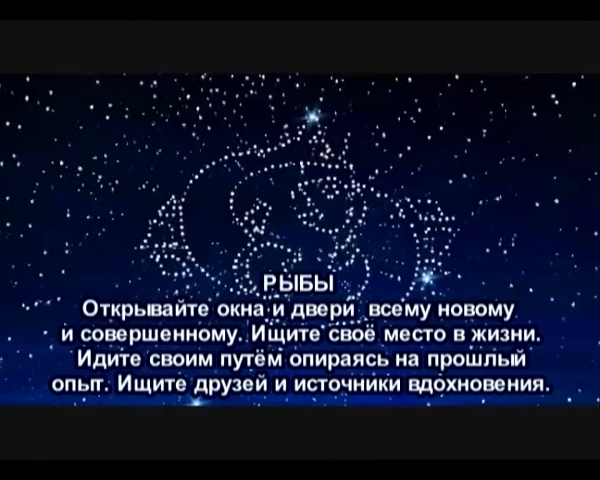 РЫБЫ
Открывайте окна и двери всему новому
и совершенному. Ищите своё место в жизни.
Идите своим путём опираясь на прошлый
опыт. Ищите друзей и источники вдохновения.